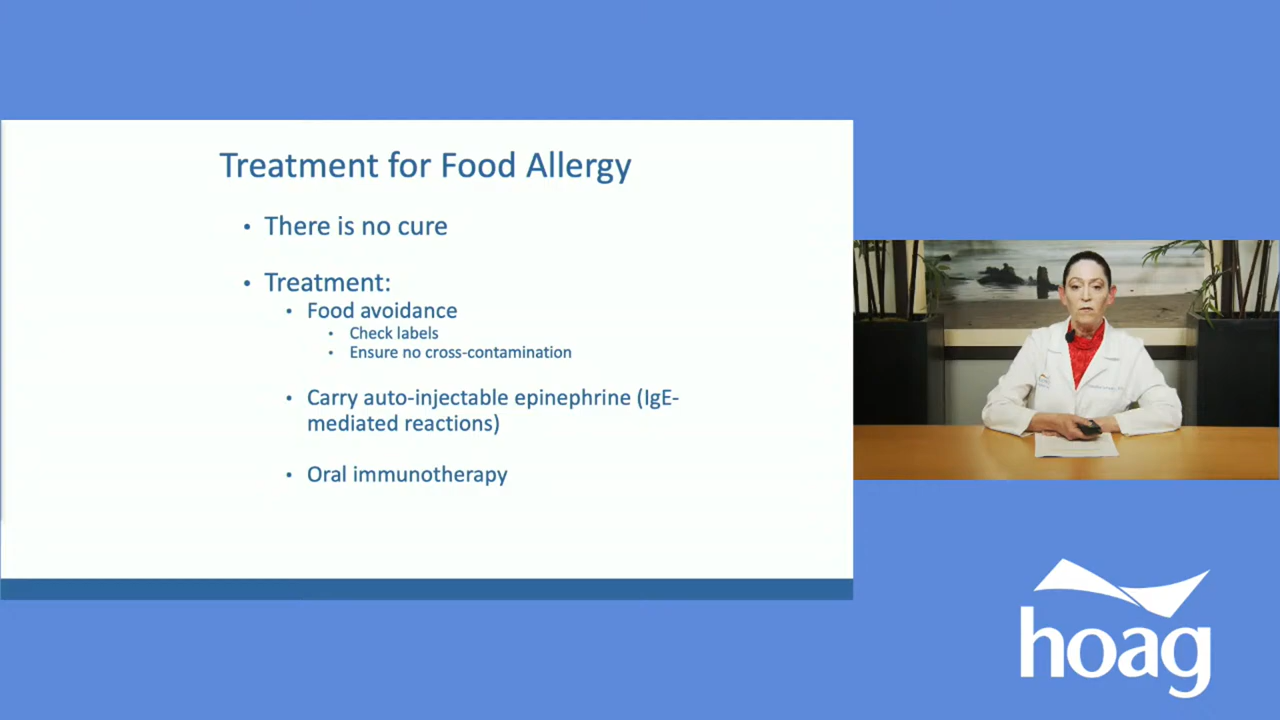 Treatment for Food Allergy
• There is no cure
• Treatment:
• Food avoidance
• Check labels
• Ensure no cross-contamination
• Carry auto-injectable epinephrine (IgE-
mediated reactions)
• Oral immunotherapy
hoag